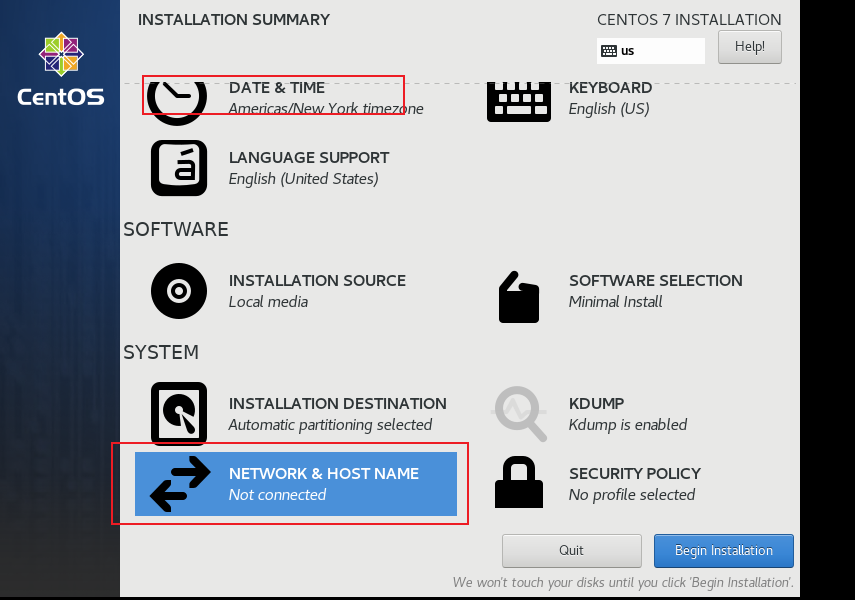 INSTALLATION SUMMARY
CENTOS 7 INSTALLATION
us
Help!
CentOS
DATE & TIME
Americas/New York timezone
KEYBOARD
English (US)
á
LANGUAGE SUPPORT
English (United States)
SOFTWARE
INSTALLATION SOURCE
Local media
SOFTWARE SELECTION
Minimal Install
SYSTEM
INSTALLATION DESTINATION
Automatic partitioning selected
KDUMP
Kdump is enabled
NETWORK & HOST NAME
Not connected
SECURITY POLICY
No profile selected
Quit
Begin Installation
We won't touch your disks until you click 'Begin Installation'.